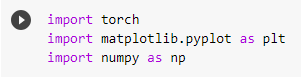 import torch
import matplotlib.pyplot as plt
import numpy as np